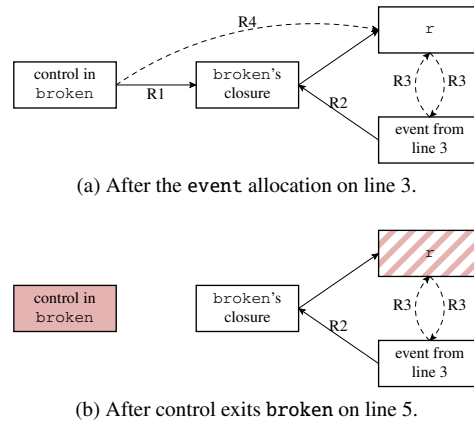 R4
r
control in
broken
R1
broken's
closure
R3 R3
R2
event from
line 3
(a) After the event allocation on line 3.
r
control in
broken
broken's
closure
R3 R3
R2
event from
line 3
(b) After control exits broken on line 5.